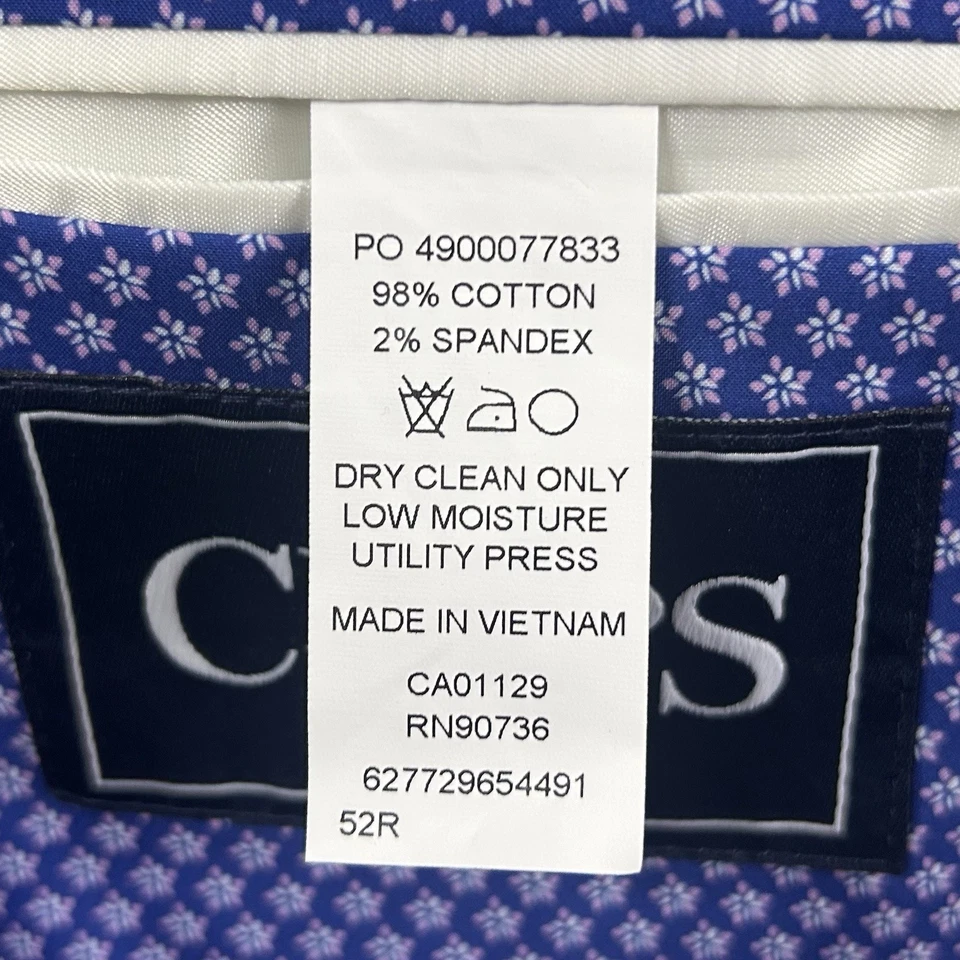 PO 4900077833
98% COTTON
2% SPANDEX
DRY CLEAN ONLY
LOW MOISTURE
UTILITY PRESS
MADE IN VIETNAM
CA01129
RN90736
627729654491
52R